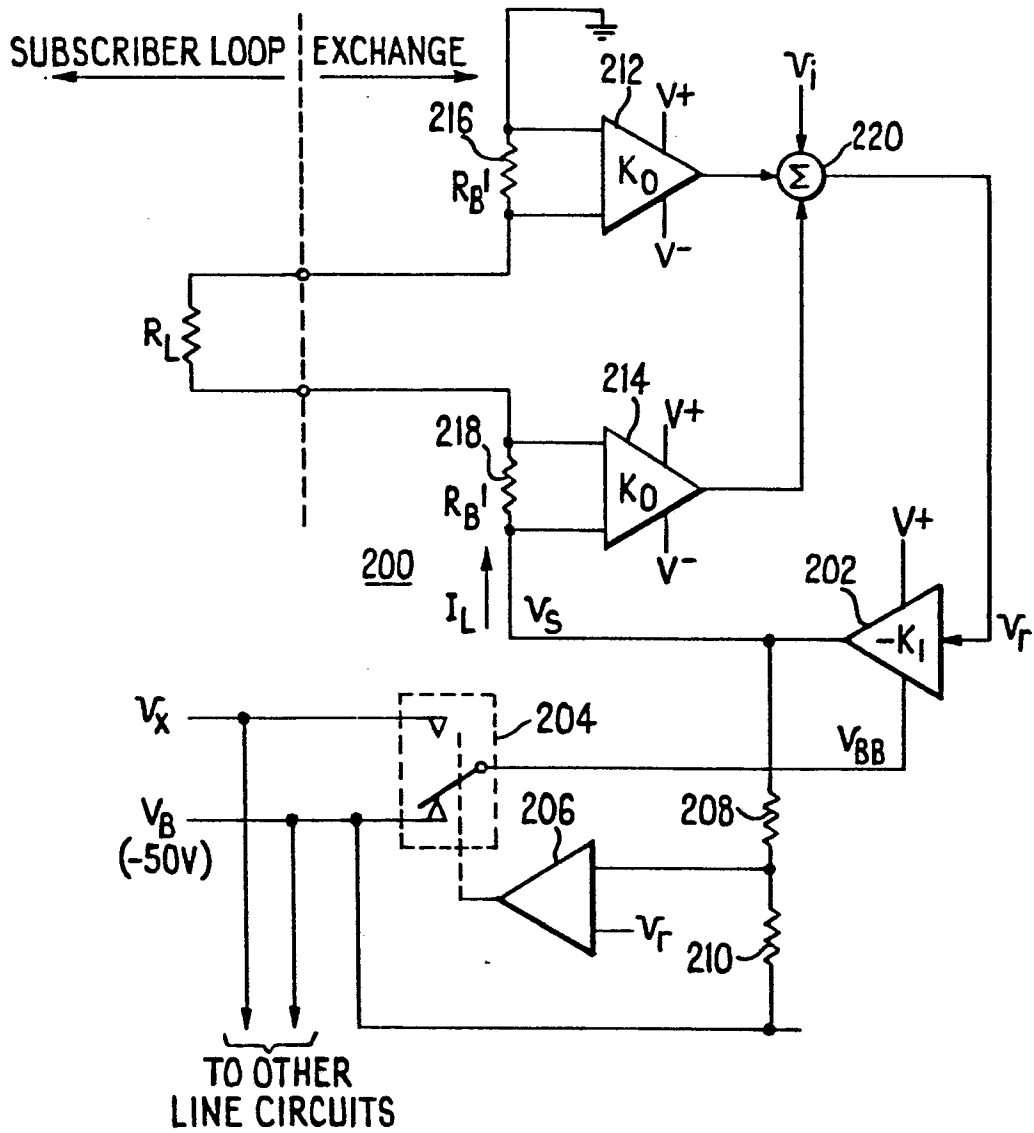 SUBSCRIBER LOOP EXCHANGE
212
V+
Vi
216
220
RB'
K0
Σ
V-
RL
214
V+
218
RB'
K0
V-
V+
200
202
IL
VS
-K1
Vr
VX
204
VBB
VB
(-50V)
206
208
Vr
210
TO OTHER
LINE CIRCUITS